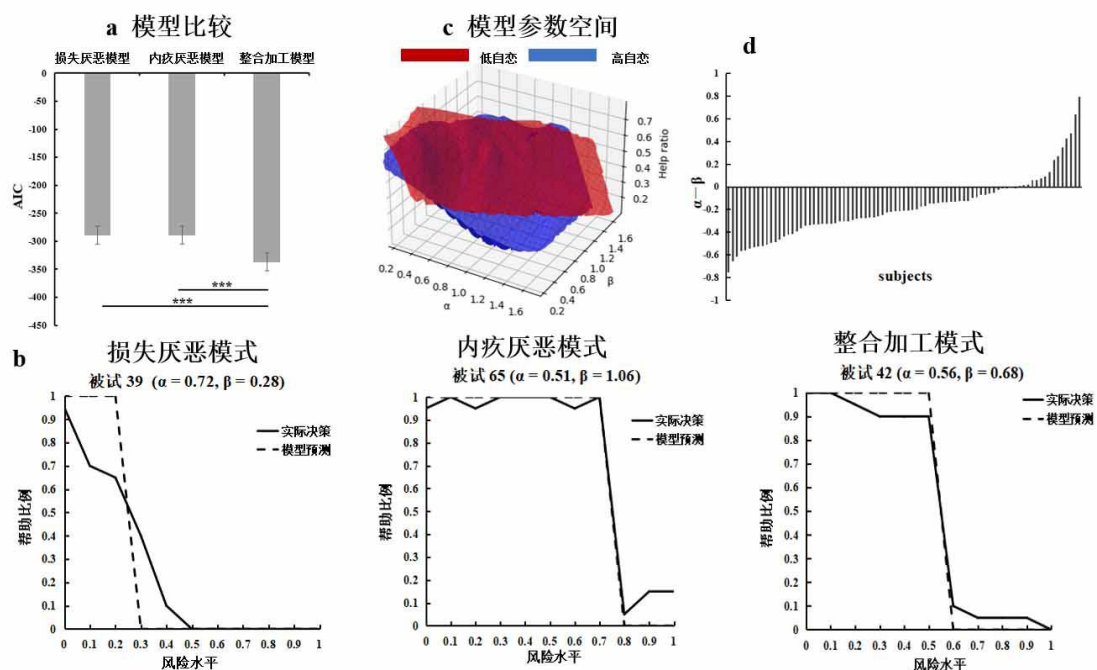 a 模型比较
损失厌恶模型 内疚厌恶模型 整合加工模型
0
-50
-100
-150
-200
-250
-300
-350
-400
-450
AIC
***
***
c 模型参数空间
低自恋 高自恋
0.7
0.6
0.5
0.4
0.3
0.2
Help ratio
0.2 0.4 0.6 0.8 1.0 1.2 1.4 1.6
α
0.2 0.4 0.6 0.8 1.0 1.2 1.4 1.6
β
d
1
0.8
0.6
0.4
0.2
0
-0.2
-0.4
-0.6
-0.8
-1
α — β
subjects
b 损失厌恶模式
被试 39 (α = 0.72, β = 0.28)
实际决策
模型预测
1
0.9
0.8
0.7
0.6
0.5
0.4
0.3
0.2
0.1
0
帮助比例
0 0.1 0.2 0.3 0.4 0.5 0.6 0.7 0.8 0.9 1
风险水平
内疚厌恶模式
被试 65 (α = 0.51, β = 1.06)
实际决策
模型预测
1
0.9
0.8
0.7
0.6
0.5
0.4
0.3
0.2
0.1
0
帮助比例
0 0.1 0.2 0.3 0.4 0.5 0.6 0.7 0.8 0.9 1
风险水平
整合加工模式
被试 42 (α = 0.56, β = 0.68)
实际决策
模型预测
1
0.9
0.8
0.7
0.6
0.5
0.4
0.3
0.2
0.1
0
帮助比例
0 0.1 0.2 0.3 0.4 0.5 0.6 0.7 0.8 0.9 1
风险水平